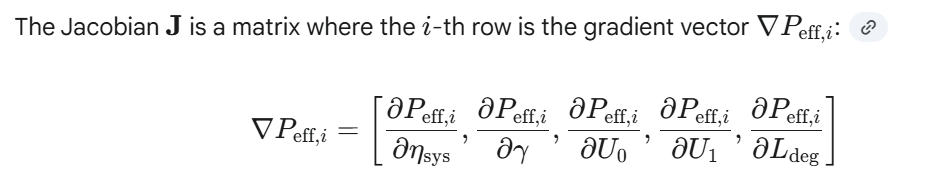 The Jacobian J is a matrix where the i-th row is the gradient vector ∇P_eff,i:
∇P_eff,i = [∂P_eff,i/∂η_sys, ∂P_eff,i/∂γ, ∂P_eff,i/∂U_0, ∂P_eff,i/∂U_1, ∂P_eff,i/∂L_deg]